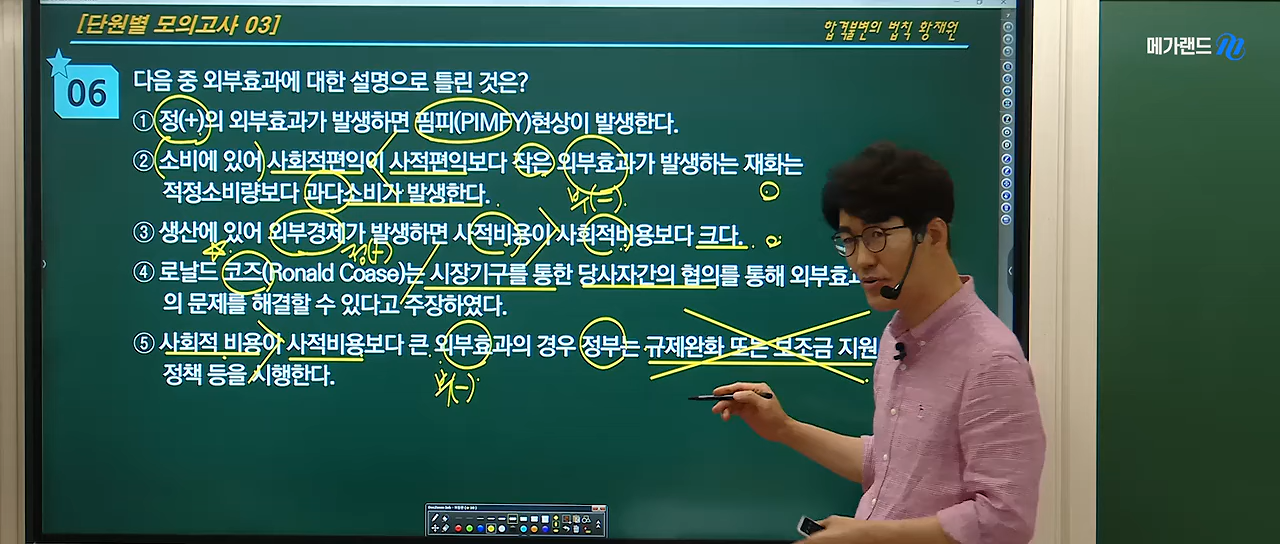 [단원별 모의고사 03]
합격불변의 법칙 황재원
메가랜드
06
다음 중 외부효과에 대한 설명으로 틀린 것은?
① 정(+)의 외부효과가 발생하면 핌피(PIMFY)현상이 발생한다.
② 소비에 있어 사회적편익이 사적편익보다 작은 외부효과가 발생하는 재화는
적정소비량보다 과다소비가 발생한다.
부(-)
③ 생산에 있어 외부경제가 발생하면 사적비용이 사회적비용보다 크다.
정(+)
④ 로날드 코즈(Ronald Coase)는 시장기구를 통한 당사자간의 협의를 통해 외부효
의 문제를 해결할 수 있다고 주장하였다.
⑤ 사회적 비용이 사적비용보다 큰 외부효과의 경우 정부는 규제완화 또는 보조금 지원
정책 등을 시행한다.
부(-)